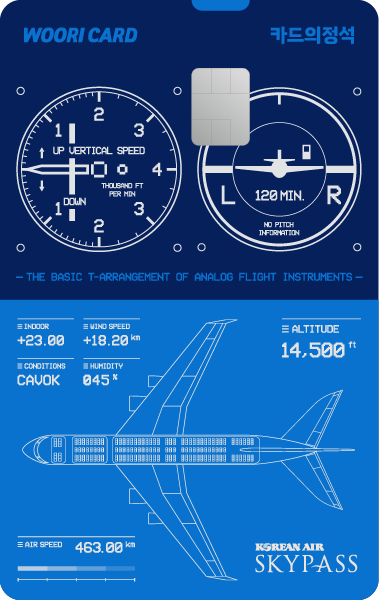 WOORI CARD
카드의정석
1 2 3
UP VERTICAL SPEED
4
THOUSAND FT
PER MIN
DOWN
1 2 3
L R
120 MIN.
NO PITCH
INFORMATION
THE BASIC T-ARRANGEMENT OF ANALOG FLIGHT INSTRUMENTS
INDOOR
+23.00
WIND SPEED
+18.20 km
ALTITUDE
14,500 ft
CONDITIONS
CAVOK
HUMIDITY
045 %
AIR SPEED 463.00 km
KOREAN AIR
SKYPASS